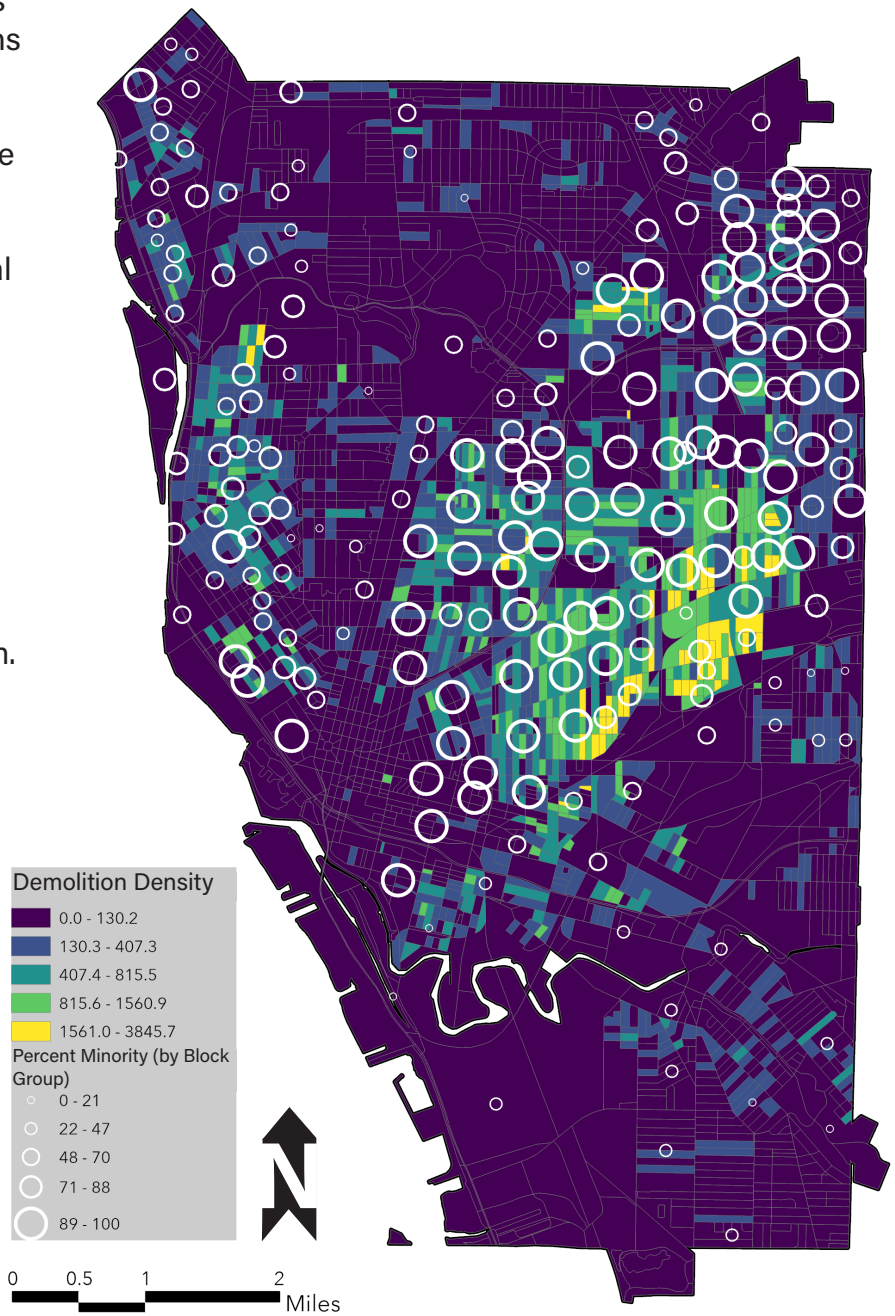 s
ns
e
al
n.
Demolition Density
0.0 - 130.2
130.3 - 407.3
407.4 - 815.5
815.6 - 1560.9
1561.0 - 3845.7
Percent Minority (by Block
Group)
0 - 21
22 - 47
48 - 70
71 - 88
89 - 100
N
0 0.5 1 2
Miles